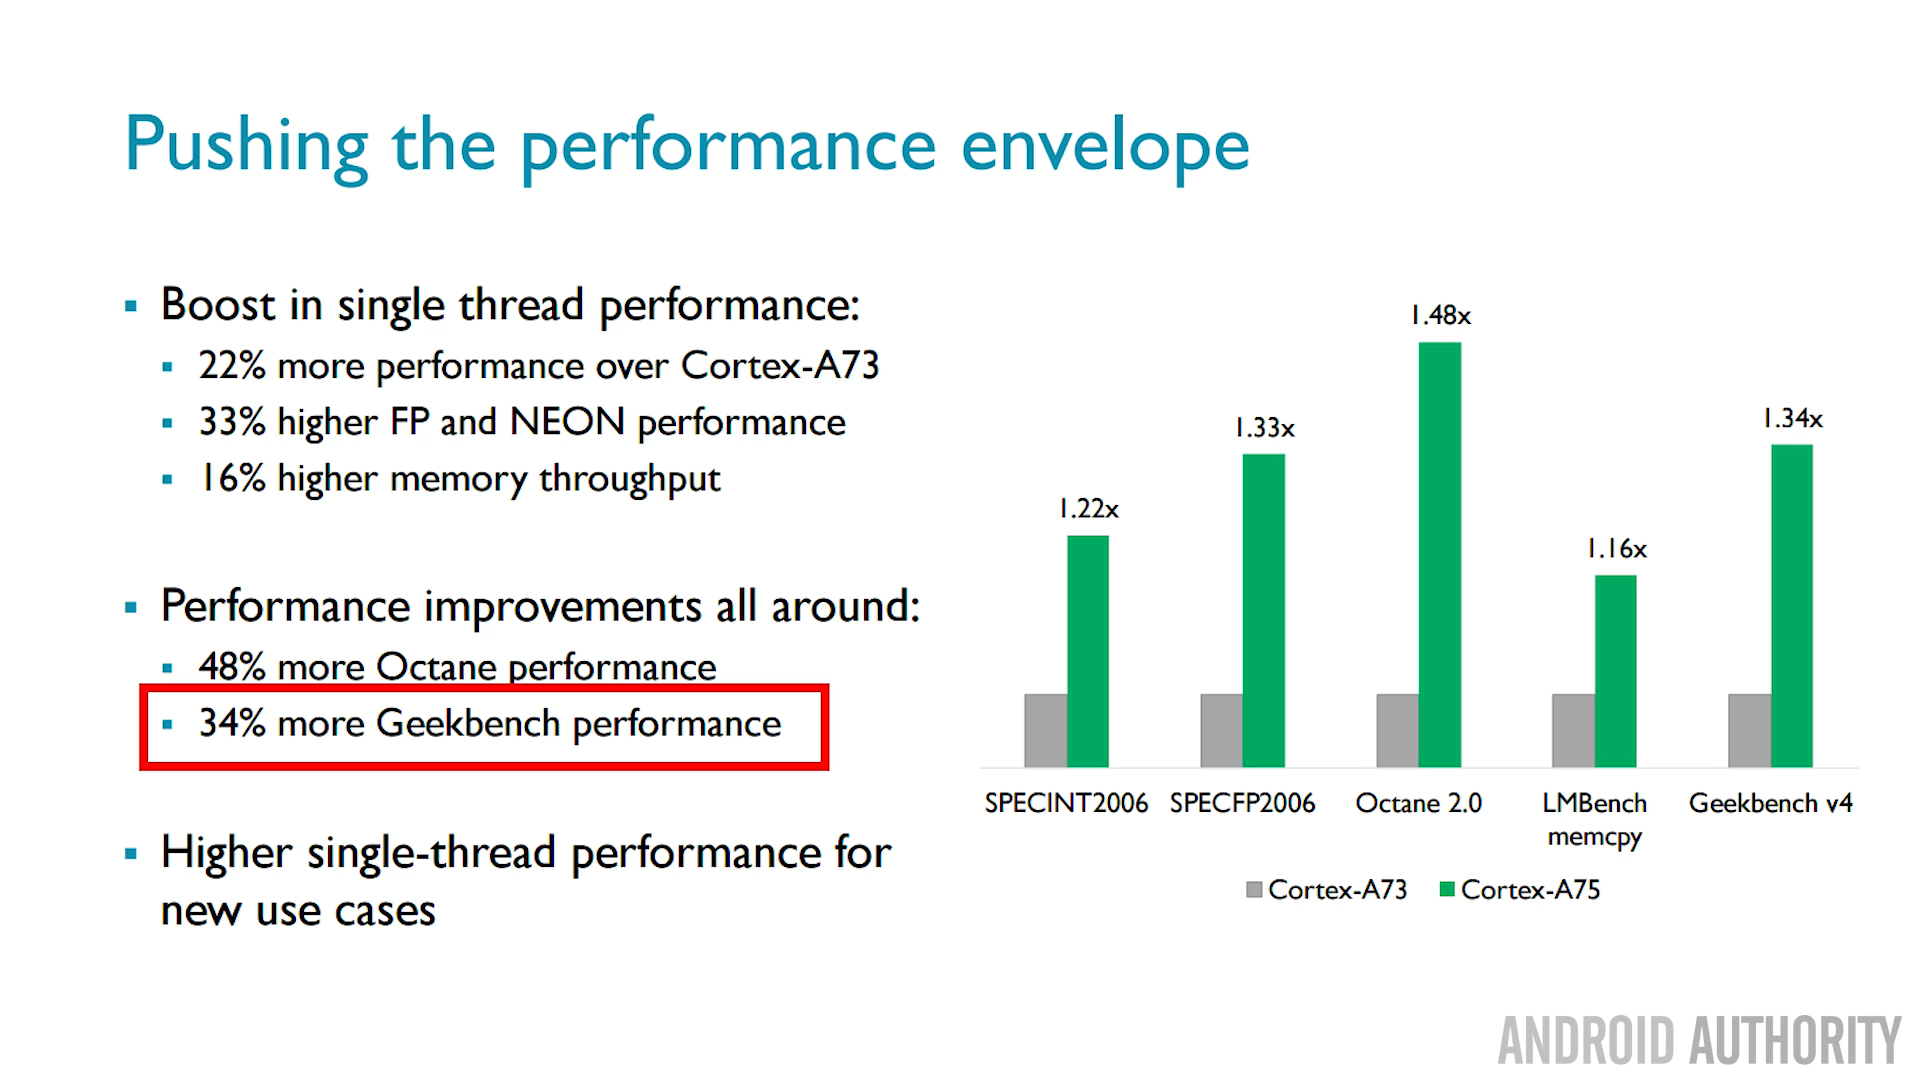 Pushing the performance envelope
Boost in single thread performance:
22% more performance over Cortex-A73
33% higher FP and NEON performance
16% higher memory throughput
Performance improvements all around:
48% more Octane performance
34% more Geekbench performance
Higher single-thread performance for
new use cases
1.22x
1.33x
1.48x
1.16x
1.34x
SPECINT2006
SPECFP2006
Octane 2.0
LMBench
memcpy
Geekbench v4
Cortex-A73
Cortex-A75
ANDROID AUTHORITY